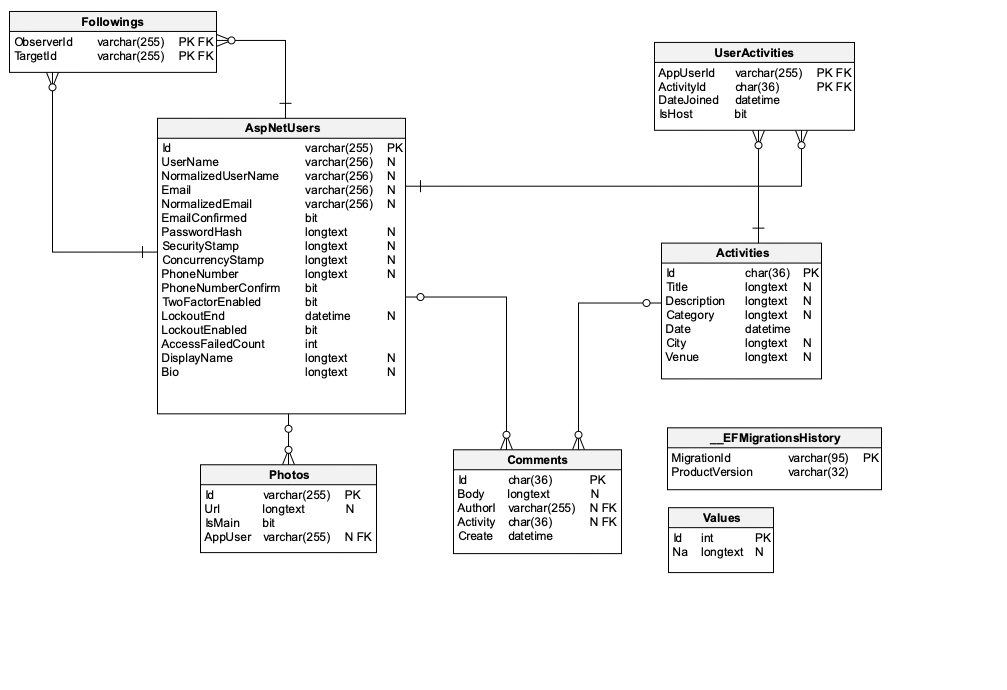 Followings
ObserverId varchar(255) PK FK
TargetId varchar(255) PK FK
UserActivities
AppUserId varchar(255) PK FK
ActivityId char(36) PK FK
DateJoined datetime
IsHost bit
AspNetUsers
Id varchar(255) PK
UserName varchar(256) N
NormalizedUserName varchar(256) N
Email varchar(256) N
NormalizedEmail varchar(256) N
EmailConfirmed bit
PasswordHash longtext N
SecurityStamp longtext N
ConcurrencyStamp longtext N
PhoneNumber longtext N
PhoneNumberConfirm bit
TwoFactorEnabled bit
LockoutEnd datetime N
LockoutEnabled bit
AccessFailedCount int
DisplayName longtext N
Bio longtext N
Activities
Id char(36) PK
Title longtext N
Description longtext N
Category longtext N
Date datetime
City longtext N
Venue longtext N
Photos
Id varchar(255) PK
Url longtext N
IsMain bit
AppUser varchar(255) N FK
Comments
Id char(36) PK
Body longtext N
AuthorI varchar(255) N FK
Activity char(36) N FK
Create datetime
__EFMigrationsHistory
MigrationId varchar(95) PK
ProductVersion varchar(32)
Values
Id int PK
Na longtext N